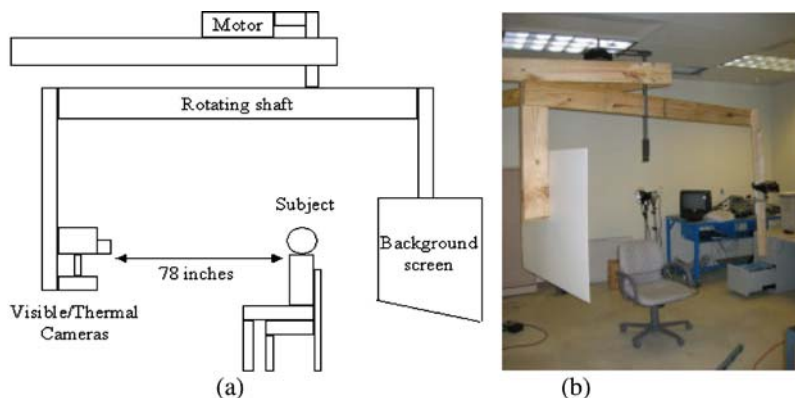 Motor
Rotating shaft
Subject
78 inches
Background
screen
Visible/Thermal
Cameras
(a)
(b)